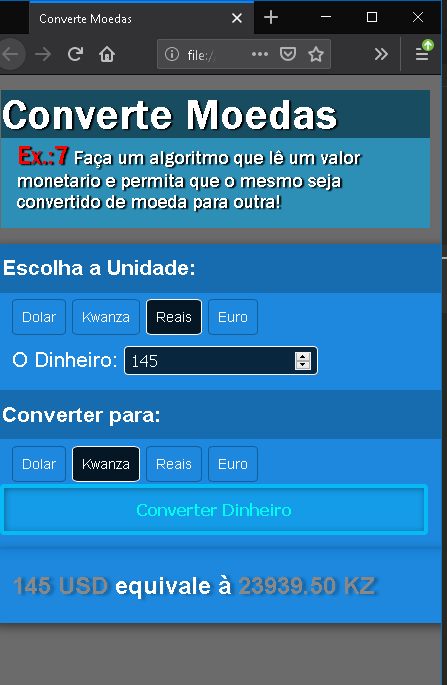 Converte Moedas
file:/
Converte Moedas
Ex.:7 Faça um algoritmo que lê um valor
monetario e permita que o mesmo seja
convertido de moeda para outra!
Escolha a Unidade:
Dolar Kwanza Reais Euro
O Dinheiro: 145
Converter para:
Dolar Kwanza Reais Euro
Converter Dinheiro
145 USD equivale à 23939.50 KZ